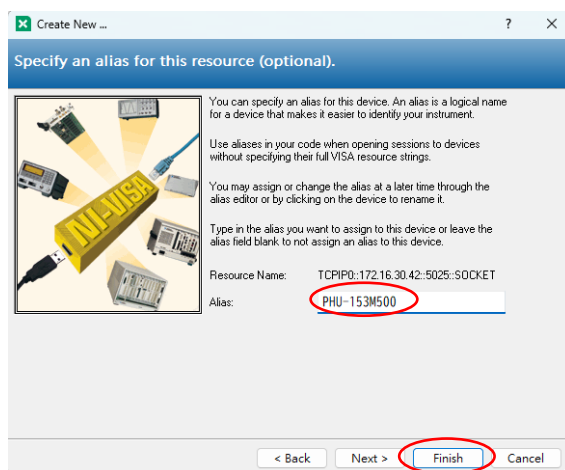 Create New ...
?
Specify an alias for this resource (optional).
You can specify an alias for this device. An alias is a logical name
for a device that makes it easier to identify your instrument.
Use aliases in your code when opening sessions to devices
without specifying their full VISA resource strings.
You may assign or change the alias at a later time through the
alias editor or by clicking on the device to rename it.
Type in the alias you want to assign to this device or leave the
alias field blank to not assign an alias to this device.
NI-VISA
Resource Name: TCPIP0::172.16.30.42::5025::SOCKET
Alias: PHU-153M500
< Back Next > Finish Cancel